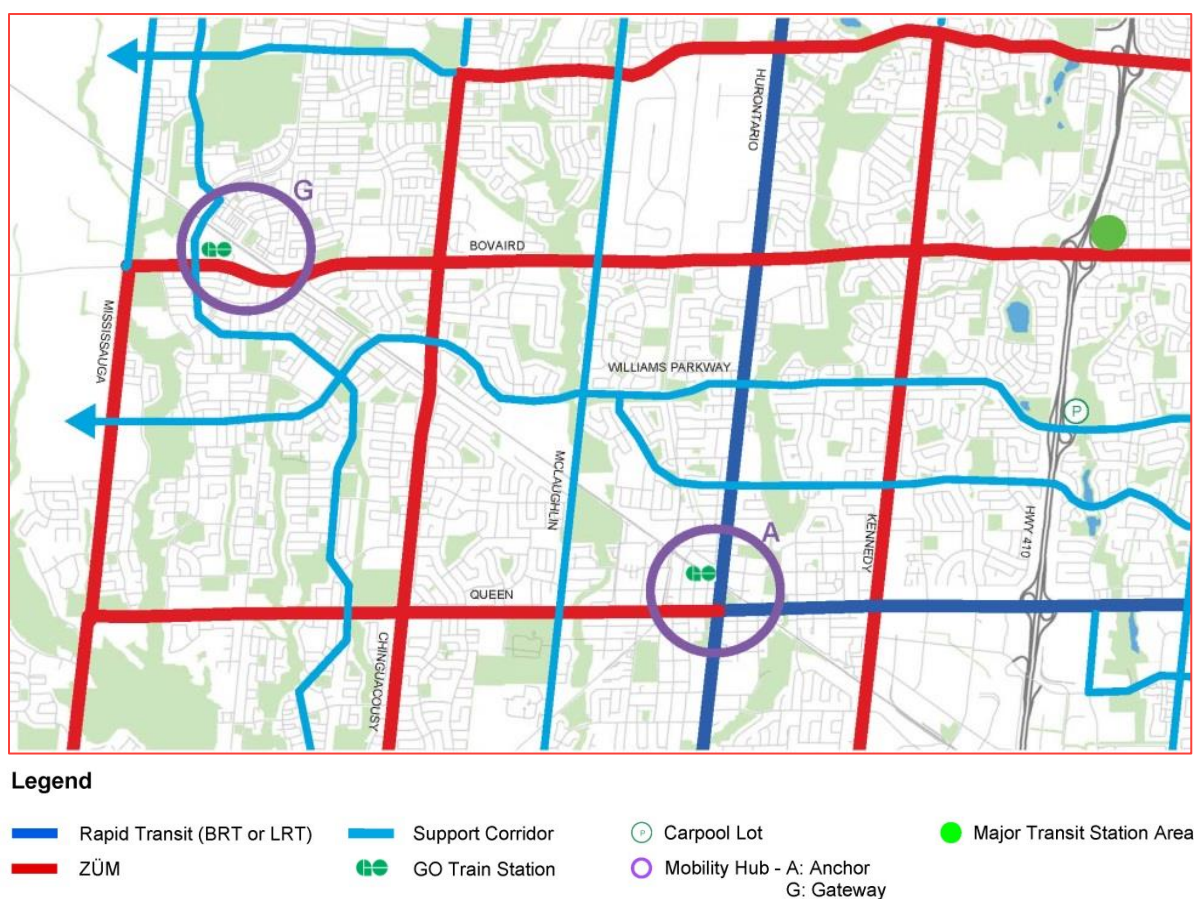 HURONTARIO
G
BOVAIRD
MISSISSAUGA
WILLIAMS PARKWAY
P
MCLAUGHLIN
A
KENNEDY
HWY 410
QUEEN
CHINGUACOUSY
Legend
Rapid Transit (BRT or LRT)
Support Corridor
P Carpool Lot
Major Transit Station Area
ZÜM
GO Train Station
Mobility Hub - A: Anchor
G: Gateway